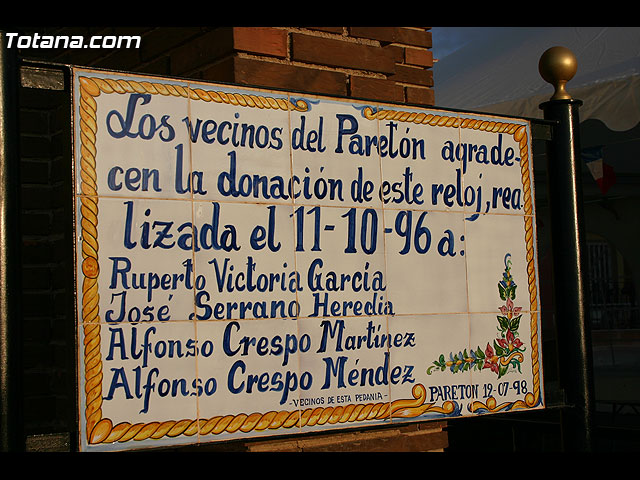 Totana.com
Los vecinos del Paretón agrade-
cen la donación de este reloj, rea
lizada el 11-10-96 a:
Ruperto Victoria García
José Serrano Heredia
Alfonso Crespo Martínez
Alfonso Crespo Méndez
-VECINOS DE ESTA PEDANIA-
PARETON 12-07-98